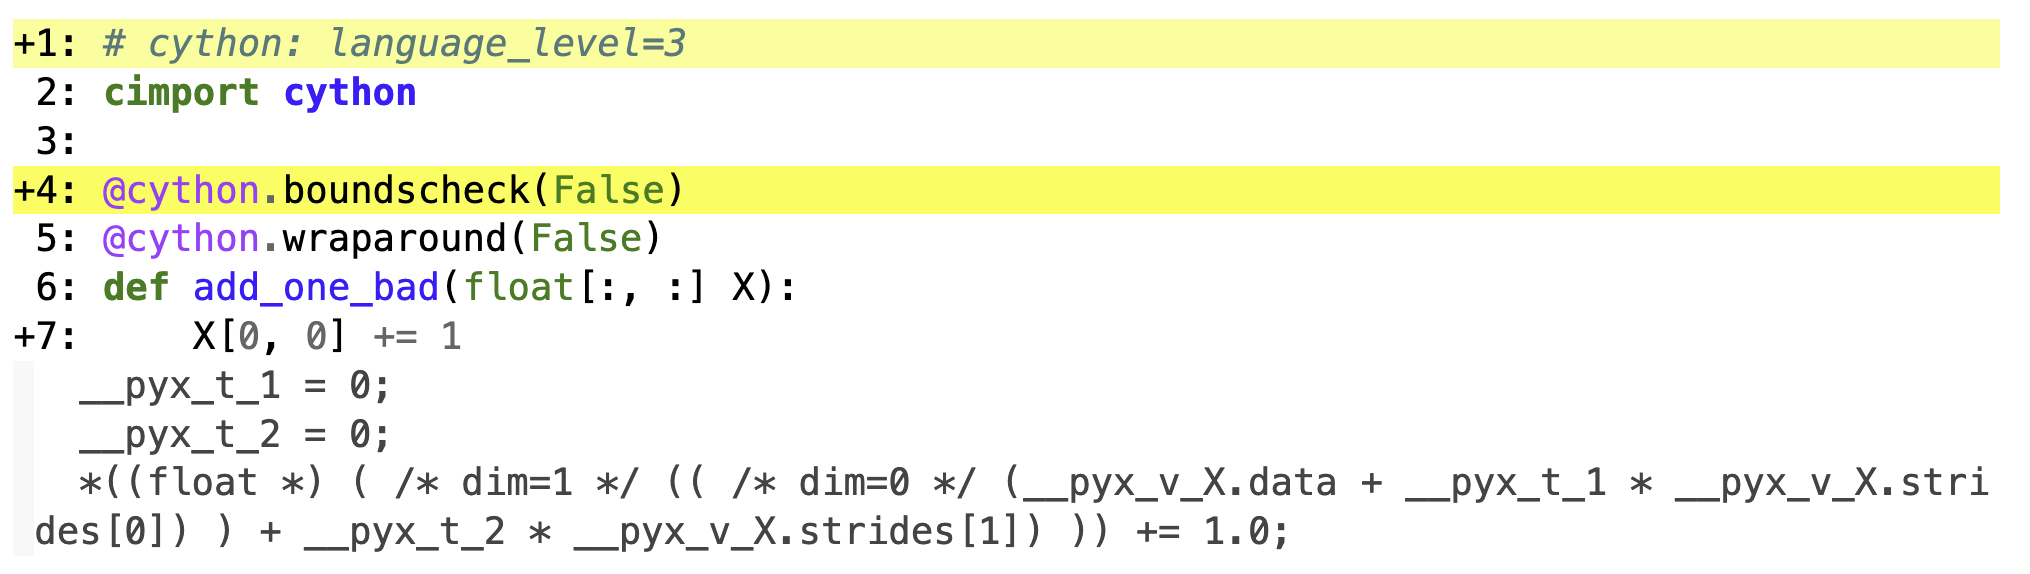 +1: # cython: language_level=3
2: cimport cython
3:
+4: @cython.boundscheck(False)
5: @cython.wraparound(False)
6: def add_one_bad(float[:, :] X):
+7:     X[0, 0] += 1
__pyx_t_1 = 0;
__pyx_t_2 = 0;
*((float *) ( /* dim=1 */ (( /* dim=0 */ (__pyx_v_X.data + __pyx_t_1 * __pyx_v_X.stri
des[0]) ) + __pyx_t_2 * __pyx_v_X.strides[1]) )) += 1.0;